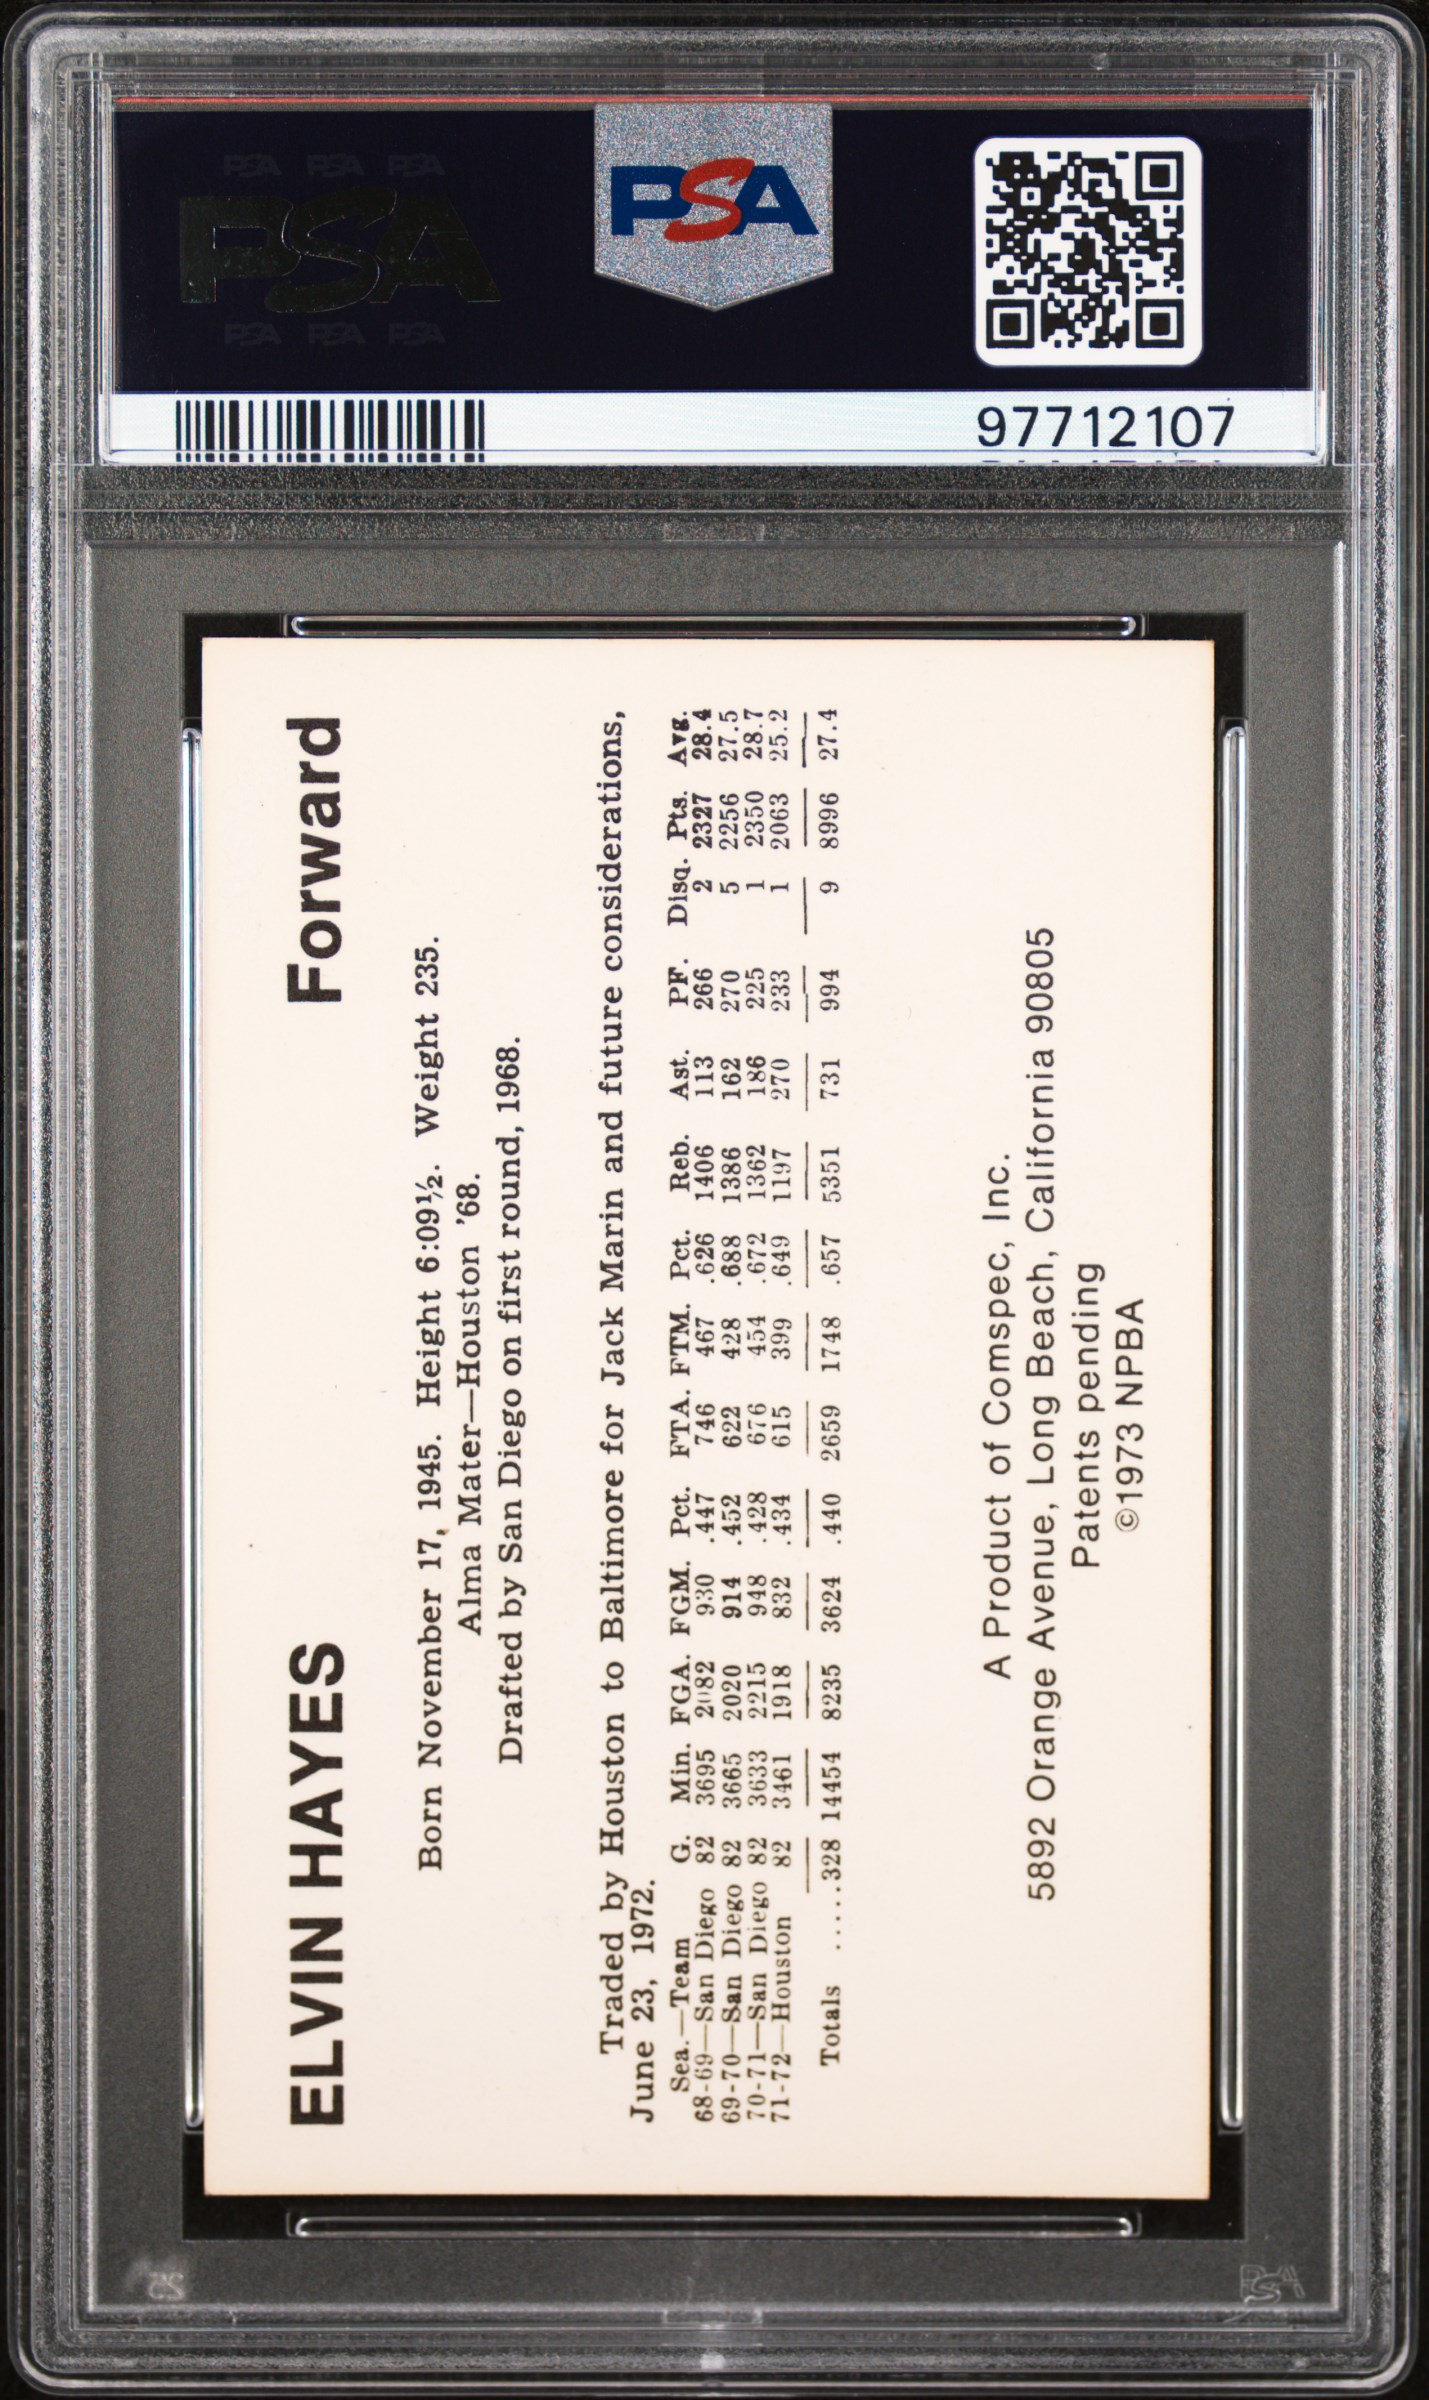 PSA PSA PSA
PSA
PSA PSA PSA
PSA
97712107
ELVIN HAYES Forward
Born November 17, 1945. Height 6:09½. Weight 235.
Alma Mater—Houston '68.
Drafted by San Diego on first round, 1968.
Traded by Houston to Baltimore for Jack Marin and future considerations,
June 23, 1972.
Sea.—Team G. Min. FGA. FGM. Pct. FTA. FTM. Pct. Reb. Ast. PF. Disq. Pts. Avg.
68-69—San Diego 82 3695 2082 930 .447 746 467 .626 1406 113 266 2 2327 28.4
69-70—San Diego 82 3665 2020 914 .452 622 428 .688 1386 162 270 5 2256 27.5
70-71—San Diego 82 3633 2215 948 .428 676 454 .672 1362 186 225 1 2350 28.7
71-72—Houston 82 3461 1918 832 .434 615 399 .649 1197 270 233 1 2063 25.2
Totals .....328 14454 8235 3624 .440 2659 1748 .657 5351 731 994 9 8996 27.4
A Product of Comspec, Inc.
5892 Orange Avenue, Long Beach, California 90805
Patents pending
©1973 NPBA
PSA